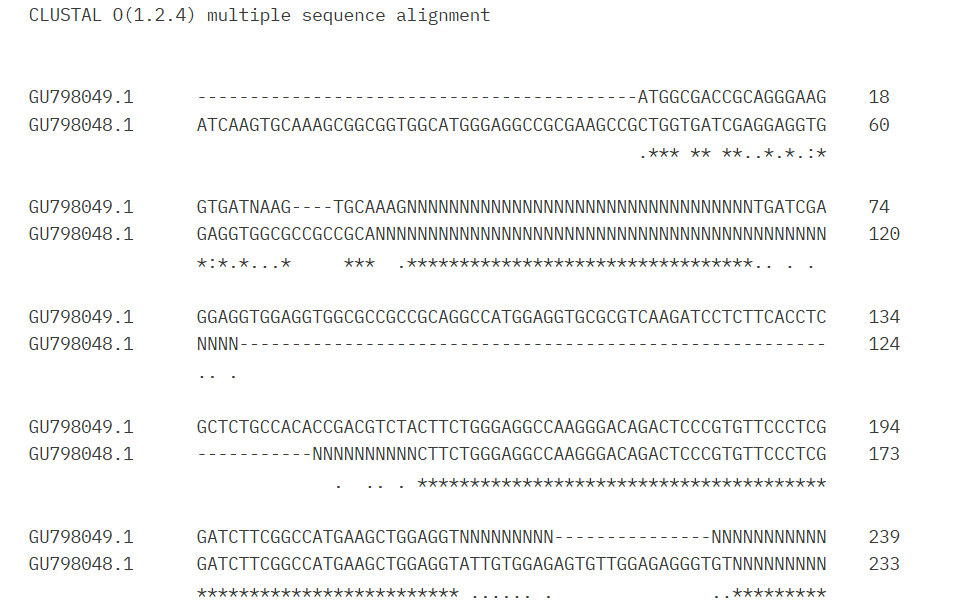 CLUSTAL O(1.2.4) multiple sequence alignment
GU798049.1 ------------------------------------------ATGGCGACCGCAGGGAAG 18
GU798048.1 ATCAAGTGCAAAGCGGCGGTGGCATGGGAGGCCGCGAAGCCGCTGGTGATCGAGGAGGTG 60
.*** ** **..*.*.:*
GU798049.1 GTGATNAAG----TGCAAAGNNNNNNNNNNNNNNNNNNNNNNNNNNNNNNNNNTGATCGA 74
GU798048.1 GAGGTGGCGCCGCCGCANNNNNNNNNNNNNNNNNNNNNNNNNNNNNNNNNNNNNNNNNNN 120
*:*.*...*     ***  .*********************************.. . .
GU798049.1 GGAGGTGGAGGTGGCGCCGCCGCAGGCCATGGAGGTGCGCGTCAAGATCCTCTTCACCTC 134
GU798048.1 NNNN-------------------------------------------------------- 124
.. .
GU798049.1 GCTCTGCCACACCGACGTCTACTTCTGGGAGGCCAAGGGACAGACTCCCGTGTTCCCTCG 194
GU798048.1 -----------NNNNNNNNNNCTTCTGGGAGGCCAAGGGACAGACTCCCGTGTTCCCTCG 173
.  .. . ***************************************
GU798049.1 GATCTTCGGCCATGAAGCTGGAGGTNNNNNNNNN---------------NNNNNNNNNNN 239
GU798048.1 GATCTTCGGCCATGAAGCTGGAGGTATTGTGGAGAGTGTTGGAGAGGGTGTNNNNNNNNN 233
************************* ...... .               ..*********